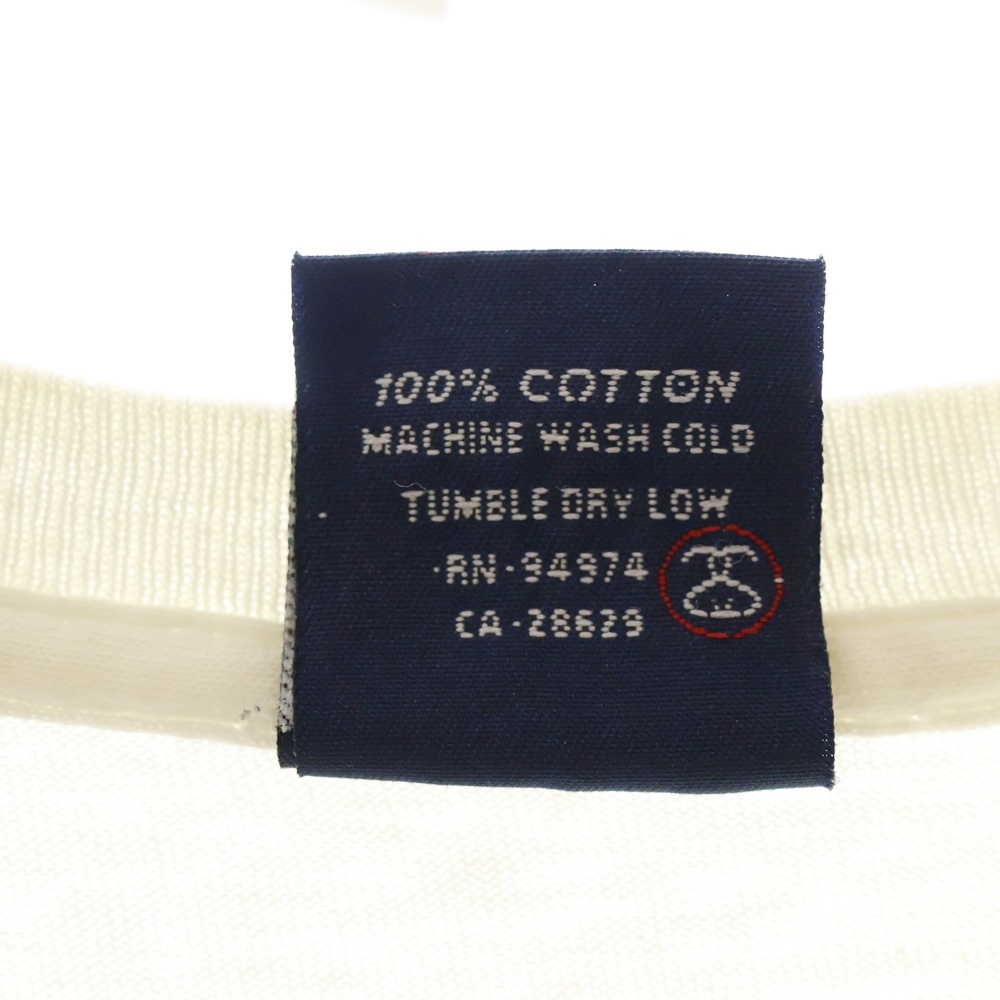 100% COTTON
MACHINE WASH COLD
TUMBLE DRY LOW
·RN·94974
CA·28629